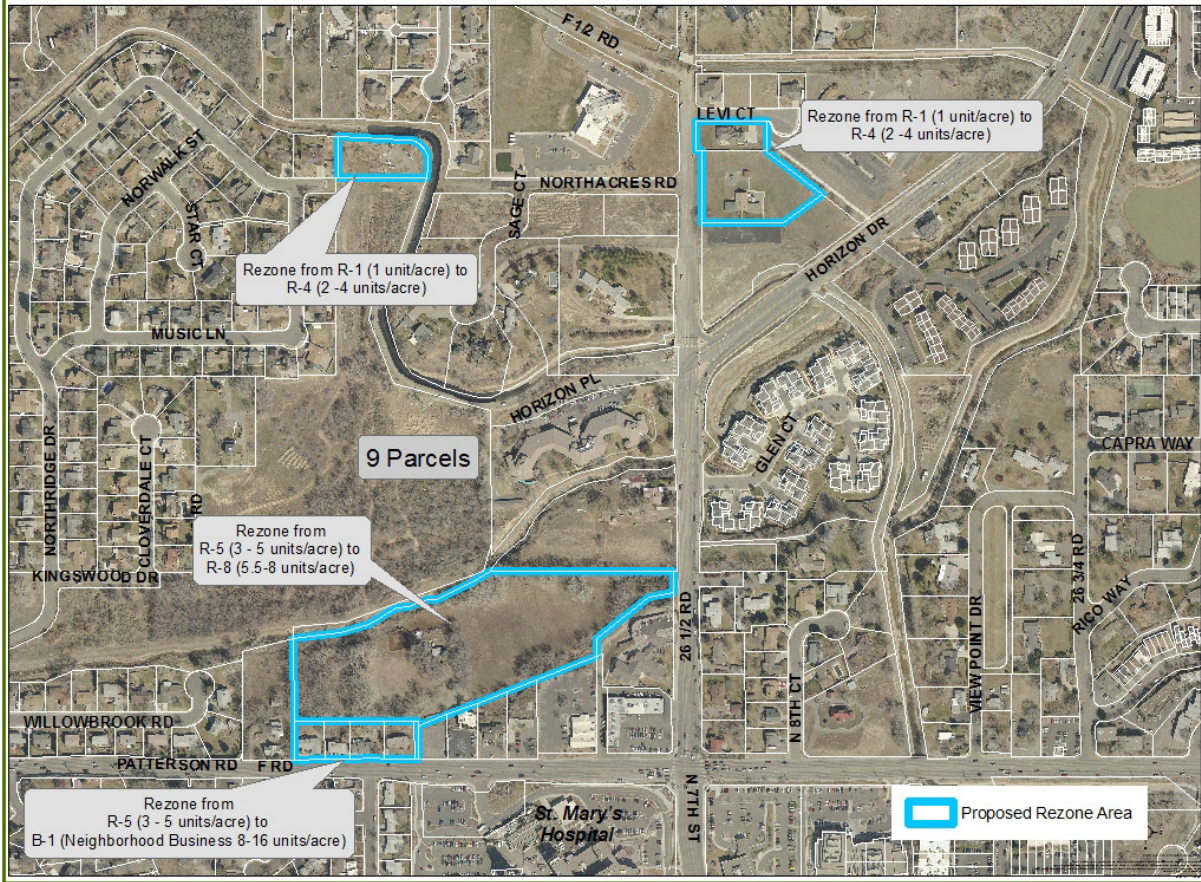 F 1/2 RD.
LEVI CT
Rezone from R-1 (1 unit/acre) to
R-4 (2 -4 units/acre)
NORWALK ST
STAR CT
NORTHACRES RD
SAGE CT
Rezone from R-1 (1 unit/acre) to
R-4 (2 -4 units/acre)
HORIZON DR
MUSIC LN
HORIZON PL
NORTHRIDGE DR
CLOVERDALE CT
RD
9 Parcels
GLEN CT
CAPRA WAY
Rezone from
R-5 (3 - 5 units/acre) to
R-8 (5.5-8 units/acre)
KINGSWOOD DR
26 1/2 RD
N 8TH CT
VIEWPOINT DR
26 3/4 RD
RICO WAY
WILLOWBROOK RD
PATTERSON RD
F RD
N 7TH ST
Rezone from
R-5 (3 - 5 units/acre) to
B-1 (Neighborhood Business 8-16 units/acre)
St. Mary's
Hospital
Proposed Rezone Area